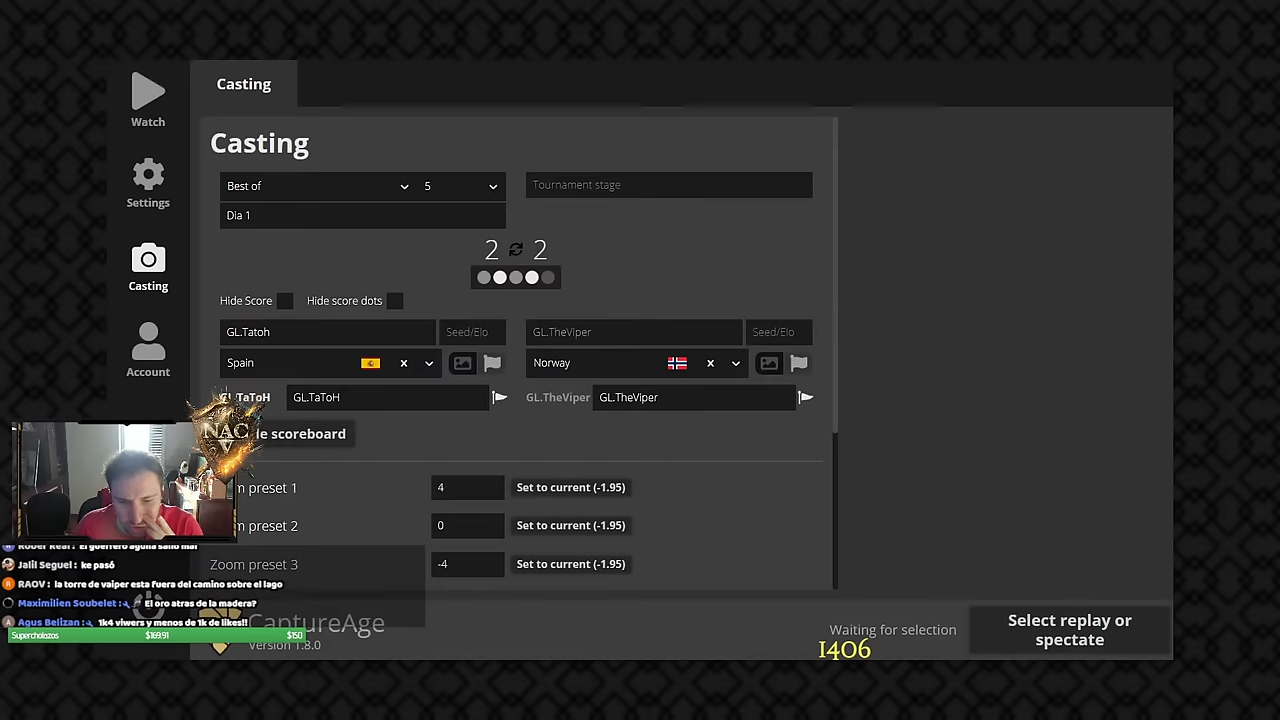 Casting
Watch
Settings
Casting
Account
Casting
Best of
5
Tournament stage
Dia 1
2 2
Hide Score
Hide score dots
GL.Tatoh
Seed/Elo
GL.TheViper
Seed/Elo
Spain
Norway
GL.TaToH
GL.TheViper
GL.TheViper
NAC
V
le scoreboard
m preset 1
4
Set to current (-1.95)
m preset 2
0
Set to current (-1.95)
Zoom preset 3
-4
Set to current (-1.95)
Jalil Seguel : ke pasó
RAOV : la torre de vaiper esta fuera del camino sobre el lago
Maximilien Soubelet : El oro atras de la madera?
Agus Belizan : 1k4 viwers y menos de 1k de likes!!
Supercholazos $169.91 $150
CaptureAge
Version 1.8.0
Waiting for selection
1406
Select replay or
spectate